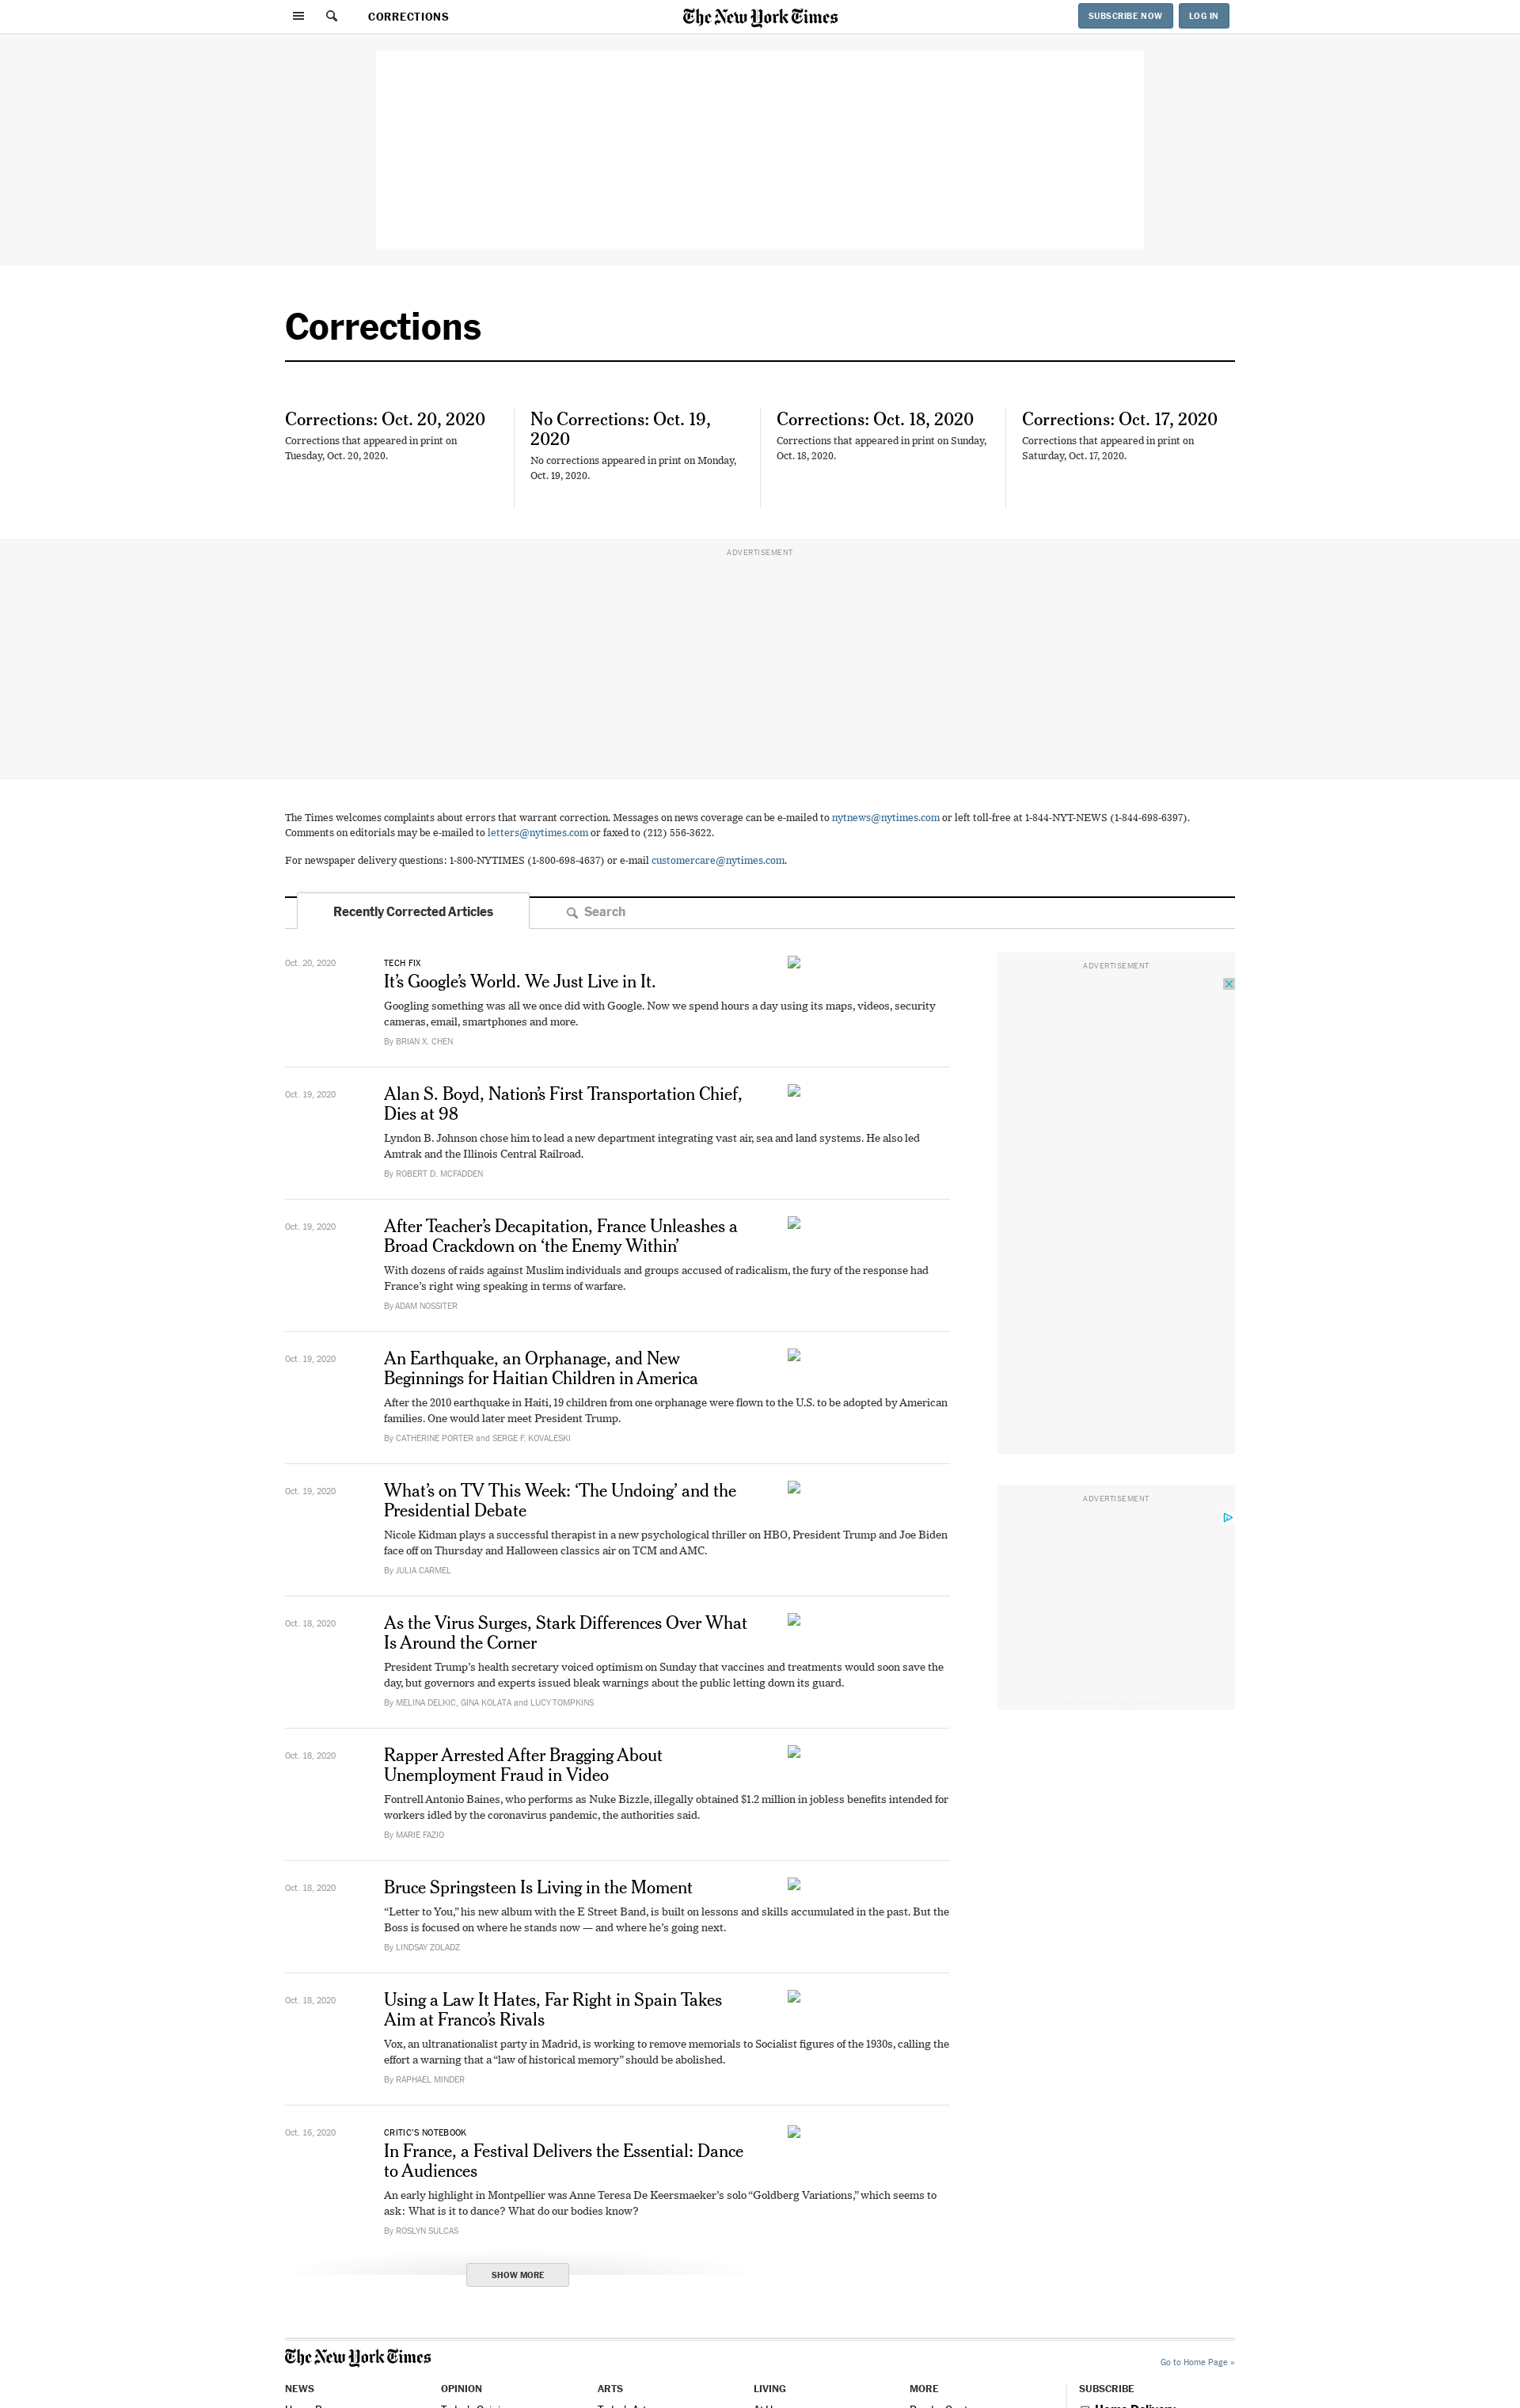 CORRECTIONS
The New York Times
SUBSCRIBE NOW
LOG IN
Corrections
Corrections: Oct. 20, 2020
Corrections that appeared in print on
Tuesday, Oct. 20, 2020.
No Corrections: Oct. 19,
2020
No corrections appeared in print on Monday,
Oct. 19, 2020.
Corrections: Oct. 18, 2020
Corrections that appeared in print on Sunday,
Oct. 18, 2020.
Corrections: Oct. 17, 2020
Corrections that appeared in print on
Saturday, Oct. 17, 2020.
ADVERTISEMENT
The Times welcomes complaints about errors that warrant correction. Messages on news coverage can be e-mailed to nytnews@nytimes.com or left toll-free at 1-844-NYT-NEWS (1-844-698-6397).
Comments on editorials may be e-mailed to letters@nytimes.com or faxed to (212) 556-3622.
For newspaper delivery questions: 1-800-NYTIMES (1-800-698-4637) or e-mail customercare@nytimes.com.
Recently Corrected Articles
Search
Oct. 20, 2020
TECH FIX
It’s Google’s World. We Just Live in It.
Googling something was all we once did with Google. Now we spend hours a day using its maps, videos, security
cameras, email, smartphones and more.
By BRIAN X. CHEN
ADVERTISEMENT
Oct. 19, 2020
Alan S. Boyd, Nation’s First Transportation Chief,
Dies at 98
Lyndon B. Johnson chose him to lead a new department integrating vast air, sea and land systems. He also led
Amtrak and the Illinois Central Railroad.
By ROBERT D. MCFADDEN
Oct. 19, 2020
After Teacher’s Decapitation, France Unleashes a
Broad Crackdown on ‘the Enemy Within’
With dozens of raids against Muslim individuals and groups accused of radicalism, the fury of the response had
France’s right wing speaking in terms of warfare.
By ADAM NOSSITER
Oct. 19, 2020
An Earthquake, an Orphanage, and New
Beginnings for Haitian Children in America
After the 2010 earthquake in Haiti, 19 children from one orphanage were flown to the U.S. to be adopted by American
families. One would later meet President Trump.
By CATHERINE PORTER and SERGE F. KOVALESKI
Oct. 19, 2020
What’s on TV This Week: ‘The Undoing’ and the
Presidential Debate
Nicole Kidman plays a successful therapist in a new psychological thriller on HBO, President Trump and Joe Biden
face off on Thursday and Halloween classics air on TCM and AMC.
By JULIA CARMEL
ADVERTISEMENT
Oct. 18, 2020
As the Virus Surges, Stark Differences Over What
Is Around the Corner
President Trump’s health secretary voiced optimism on Sunday that vaccines and treatments would soon save the
day, but governors and experts issued bleak warnings about the public letting down its guard.
By MELINA DELKIC, GINA KOLATA and LUCY TOMPKINS
Oct. 18, 2020
Rapper Arrested After Bragging About
Unemployment Fraud in Video
Fontrell Antonio Baines, who performs as Nuke Bizzle, illegally obtained $1.2 million in jobless benefits intended for
workers idled by the coronavirus pandemic, the authorities said.
By MARIE FAZIO
Oct. 18, 2020
Bruce Springsteen Is Living in the Moment
“Letter to You,” his new album with the E Street Band, is built on lessons and skills accumulated in the past. But the
Boss is focused on where he stands now — and where he’s going next.
By LINDSAY ZOLADZ
Oct. 18, 2020
Using a Law It Hates, Far Right in Spain Takes
Aim at Franco’s Rivals
Vox, an ultranationalist party in Madrid, is working to remove memorials to Socialist figures of the 1930s, calling the
effort a warning that a “law of historical memory” should be abolished.
By RAPHAEL MINDER
Oct. 16, 2020
CRITIC’S NOTEBOOK
In France, a Festival Delivers the Essential: Dance
to Audiences
An early highlight in Montpellier was Anne Teresa De Keersmaeker’s solo “Goldberg Variations,” which seems to
ask: What is it to dance? What do our bodies know?
By ROSLYN SULCAS
SHOW MORE
The New York Times
Go to Home Page »
NEWS
OPINION
ARTS
LIVING
MORE
SUBSCRIBE